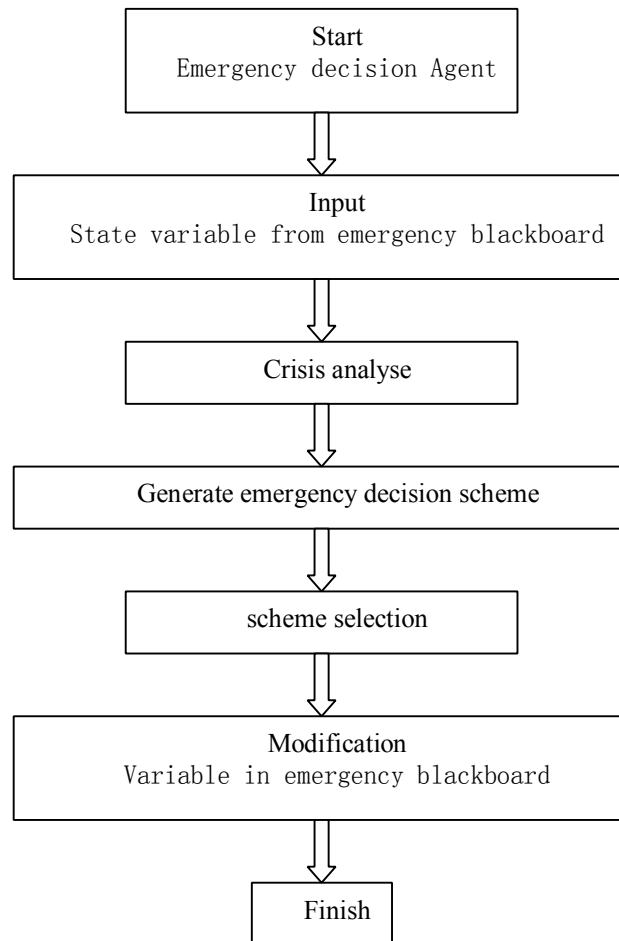 Start
Emergency decision Agent
Input
State variable from emergency blackboard
Crisis analyse
Generate emergency decision scheme
scheme selection
Modification
Variable in emergency blackboard
Finish